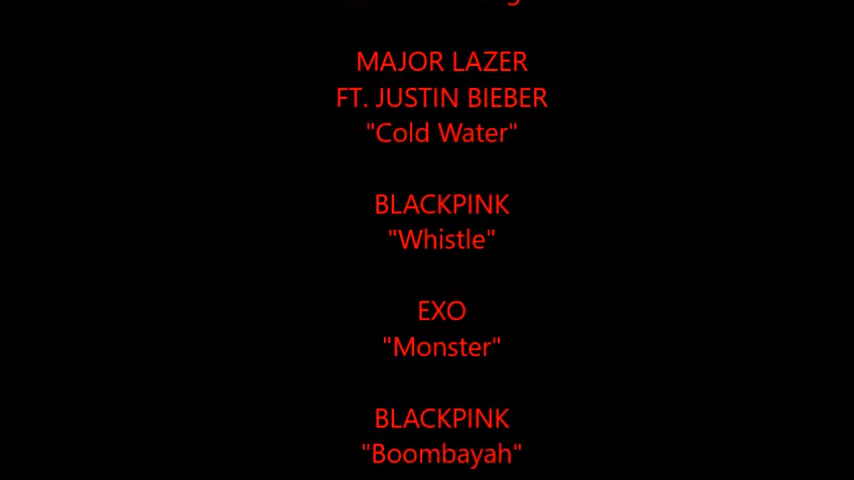 MAJOR LAZER
FT. JUSTIN BIEBER
"Cold Water"
BLACKPINK
"Whistle"
EXO
"Monster"
BLACKPINK
"Boombayah"